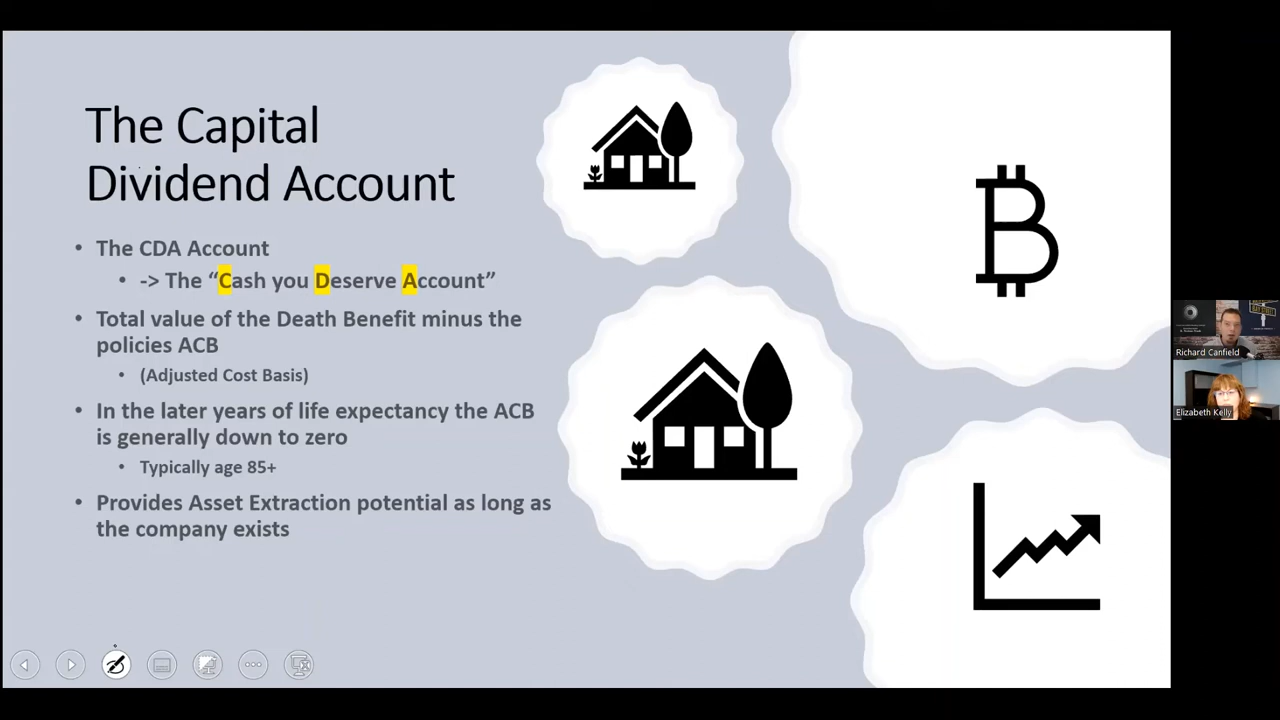 The Capital
Dividend Account
• The CDA Account
• -> The “Cash you Deserve Account”
• Total value of the Death Benefit minus the
policies ACB
• (Adjusted Cost Basis)
• In the later years of life expectancy the ACB
is generally down to zero
• Typically age 85+
• Provides Asset Extraction potential as long as
the company exists
Richard Canfield
Elizabeth Kelly